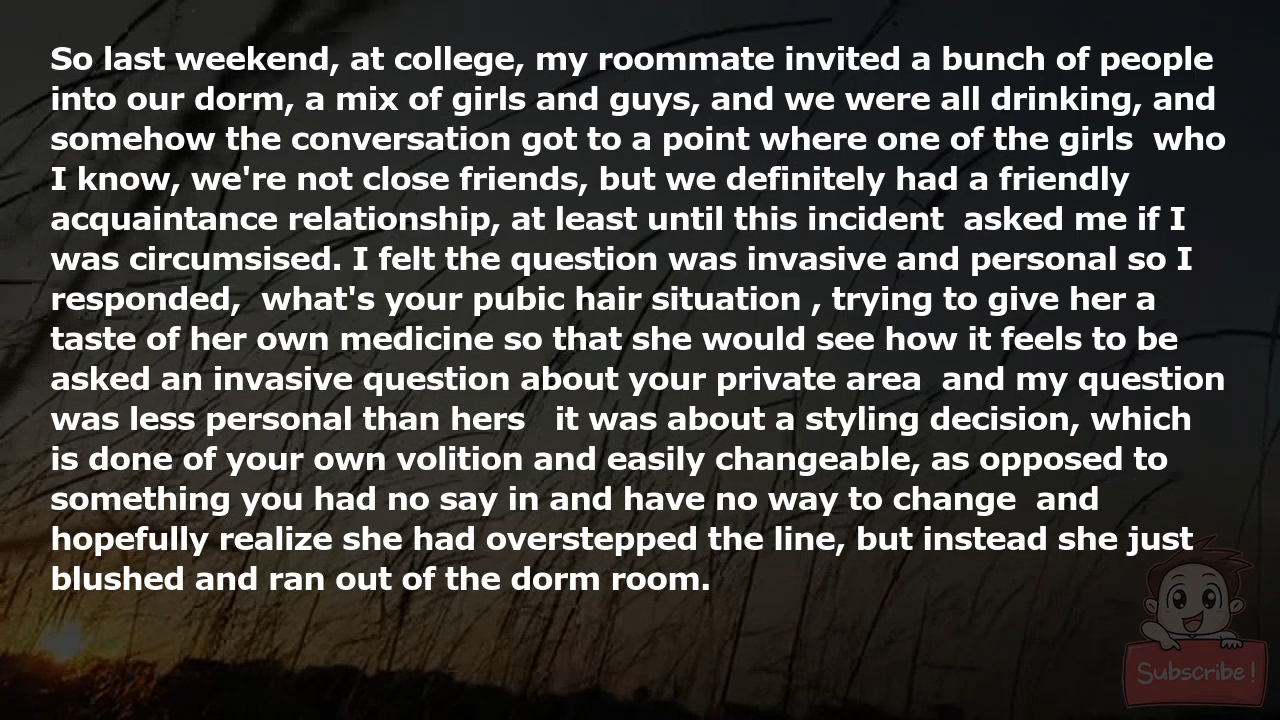 So last weekend, at college, my roommate invited a bunch of people
into our dorm, a mix of girls and guys, and we were all drinking, and
somehow the conversation got to a point where one of the girls  who
I know, we're not close friends, but we definitely had a friendly
acquaintance relationship, at least until this incident  asked me if I
was circumsised. I felt the question was invasive and personal so I
responded,  what's your pubic hair situation , trying to give her a
taste of her own medicine so that she would see how it feels to be
asked an invasive question about your private area  and my question
was less personal than hers   it was about a styling decision, which
is done of your own volition and easily changeable, as opposed to
something you had no say in and have no way to change  and
hopefully realize she had overstepped the line, but instead she just
blushed and ran out of the dorm room.
Subscribe!